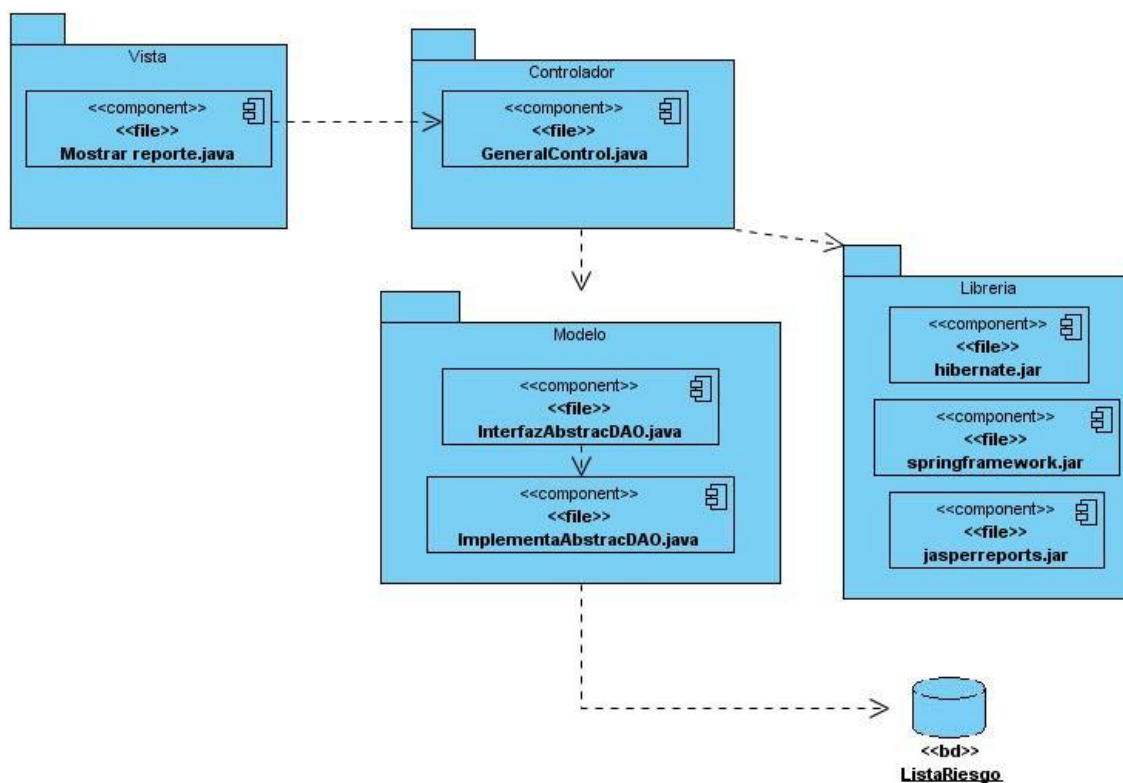 Vista
<<component>>
<<file>>
Mostrar reporte.java
Controlador
<<component>>
<<file>>
GeneralControl.java
Modelo
<<component>>
<<file>>
InterfazAbstracDAO.java
<<component>>
<<file>>
ImplementaAbstracDAO.java
Libreria
<<component>>
<<file>>
hibernate.jar
<<component>>
<<file>>
springframework.jar
<<component>>
<<file>>
jasperreports.jar
<<bd>>
ListaRiesgo